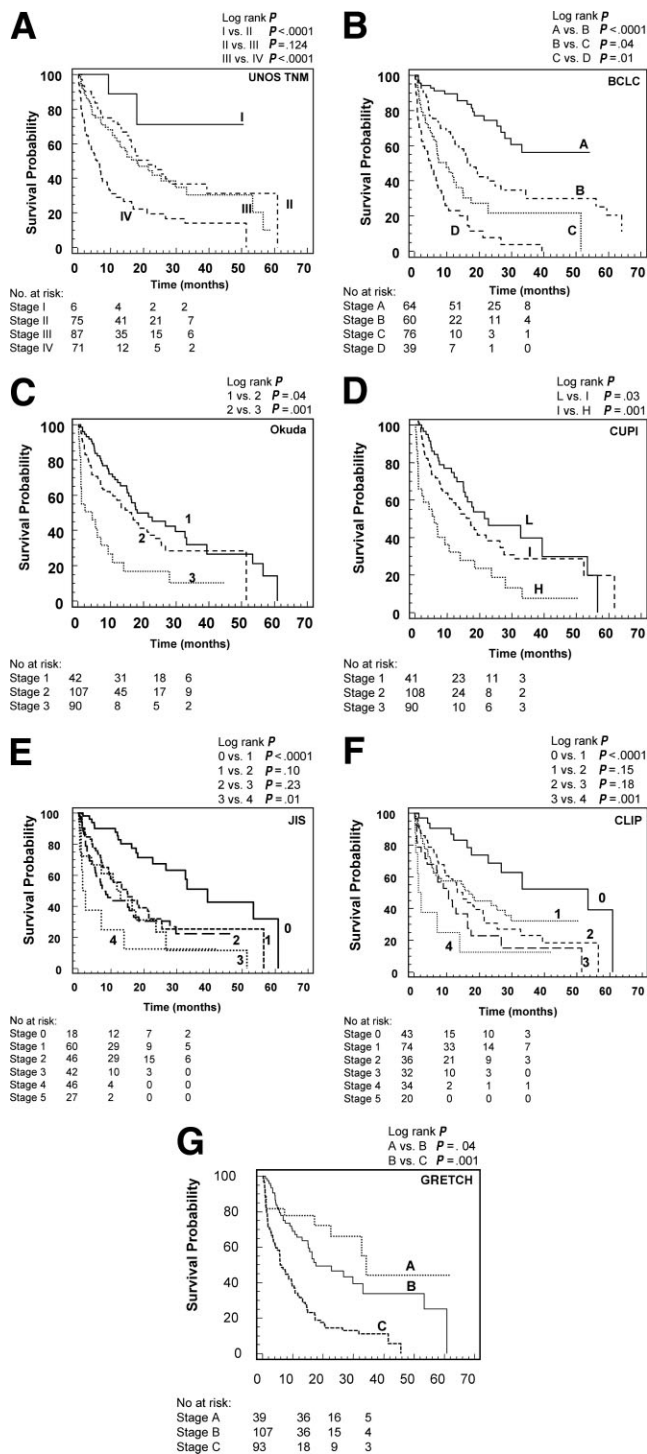 A
Log rank P
I vs. II P <.0001
II vs. III P = .124
III vs. IV P <.0001
UNOS TNM
Survival Probability
100
80
60
40
20
0
I
II
III
IV
0 10 20 30 40 50 60 70
Time (months)
No. at risk:
Stage I 6 4 2 2
Stage II 75 41 21 7
Stage III 87 35 15 6
Stage IV 71 12 5 2
B
Log rank P
A vs. B P <.0001
B vs. C P = .04
C vs. D P = .01
BCLC
Survival Probability
100
80
60
40
20
0
A
B
C
D
0 10 20 30 40 50 60 70
Time (months)
No. at risk:
Stage A 64 51 25 8
Stage B 60 22 11 4
Stage C 76 10 3 1
Stage D 39 7 1 0
C
Log rank P
1 vs. 2 P = .04
2 vs. 3 P = .001
Okuda
Survival Probability
100
80
60
40
20
0
1
2
3
0 10 20 30 40 50 60 70
Time (months)
No at risk:
Stage 1 42 31 18 6
Stage 2 107 45 17 9
Stage 3 90 8 5 2
D
Log rank P
L vs. I P = .03
I vs. H P = .001
CUPI
Survival Probability
100
80
60
40
20
0
L
I
H
0 10 20 30 40 50 60 70
Time (months)
No at risk:
Stage 1 41 23 11 3
Stage 2 108 24 8 2
Stage 3 90 10 6 3
E
Log rank P
0 vs. 1 P <.0001
1 vs. 2 P = .10
2 vs. 3 P = .23
3 vs. 4 P = .01
JIS
Survival Probability
100
80
60
40
20
0
0
1
2
3
4
0 10 20 30 40 50 60 70
Time (months)
No at risk:
Stage 0 18 12 7 2
Stage 1 60 29 9 5
Stage 2 46 29 15 6
Stage 3 42 10 3 0
Stage 4 46 4 0 0
Stage 5 27 2 0 0
F
Log rank P
0 vs. 1 P <.0001
1 vs. 2 P = .15
2 vs. 3 P = .18
3 vs. 4 P = .001
CLIP
Survival Probability
100
80
60
40
20
0
0
1
2
3
4
0 10 20 30 40 50 60 70
Time (months)
No at risk:
Stage 0 43 15 10 3
Stage 1 74 33 14 7
Stage 2 36 21 9 3
Stage 3 32 10 3 0
Stage 4 34 2 1 1
Stage 5 20 0 0 0
G
Log rank P
A vs. B P = . 04
B vs. C P = .001
GRETCH
Survival Probability
100
80
60
40
20
0
A
B
C
0 10 20 30 40 50 60 70
Time (months)
No at risk:
Stage A 39 36 16 5
Stage B 107 36 15 4
Stage C 93 18 9 3